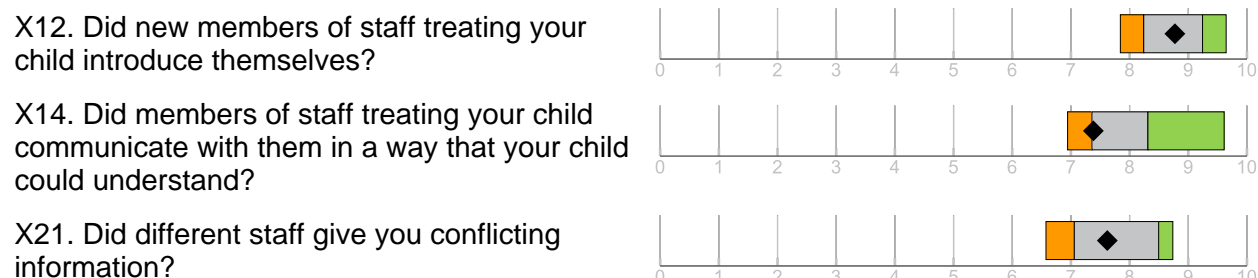 X12. Did new members of staff treating your
child introduce themselves?
0 1 2 3 4 5 6 7 8 9 10
X14. Did members of staff treating your child
communicate with them in a way that your child
could understand?
0 1 2 3 4 5 6 7 8 9 10
X21. Did different staff give you conflicting
information?
0 1 2 3 4 5 6 7 8 9 10